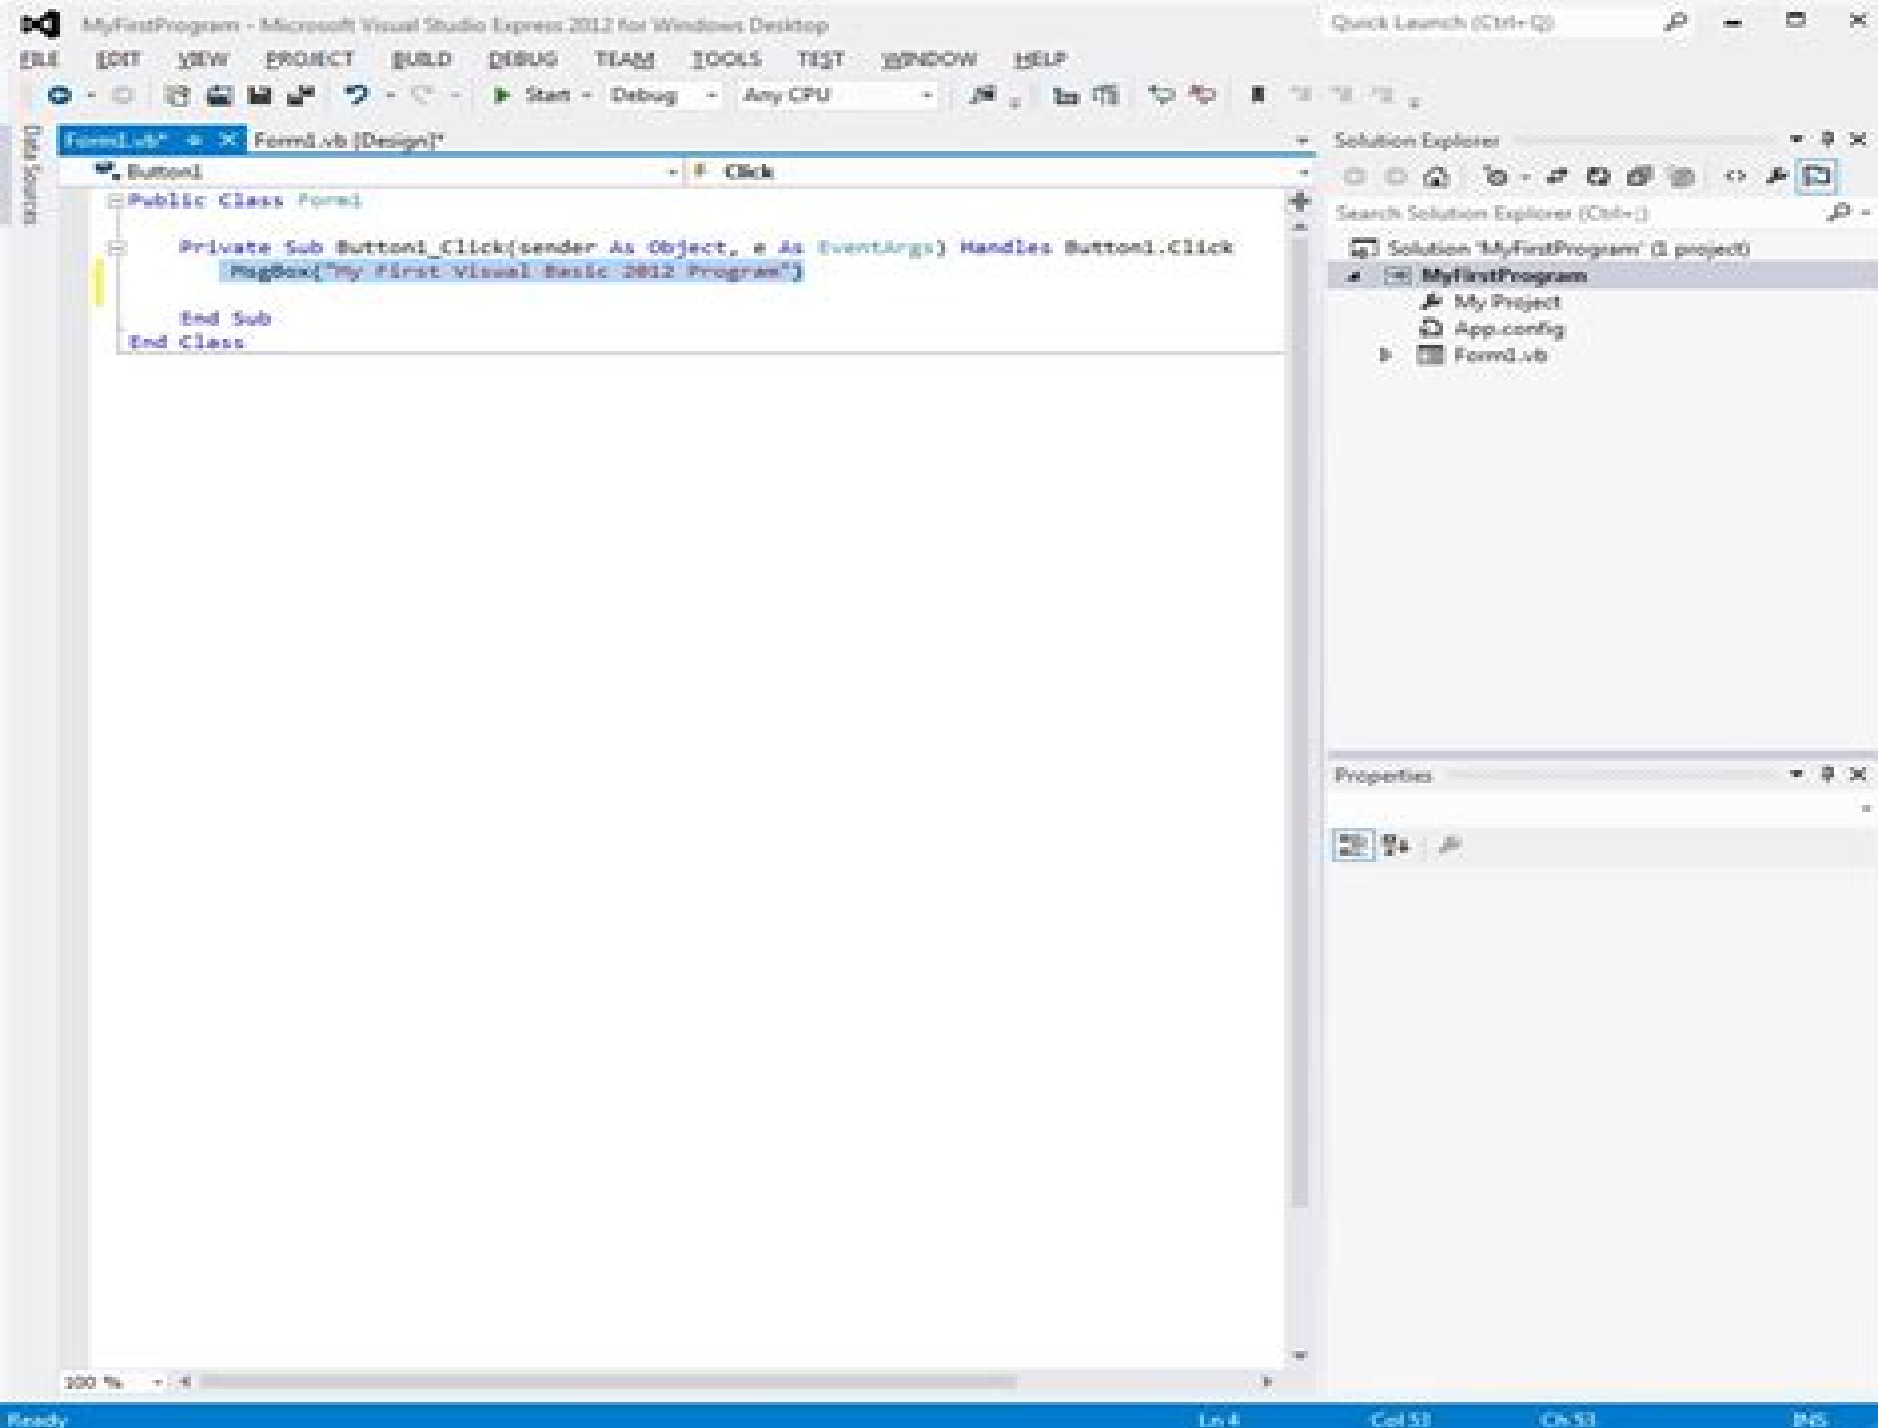 MyFirstProgram - Microsoft Visual Studio Express 2012 for Windows Desktop
Quick Launch (Ctrl+Q)
FILE EDIT VIEW PROJECT BUILD DEBUG TEAM TOOLS TEST WINDOW HELP
Start Debug Any CPU
Data Sources
Form1.vb* Form1.vb [Design]*
Button1 Click
Public Class Form1
Private Sub Button1_Click(sender As Object, e As EventArgs) Handles Button1.Click
MsgBox("My First Visual Basic 2012 Program")
End Sub
End Class
100 %
Solution Explorer
Search Solution Explorer (Ctrl+;)
Solution 'MyFirstProgram' (1 project)
MyFirstProgram
My Project
App.config
Form1.vb
Properties
Ready Ln 4 Col 53 Ch 53 INS